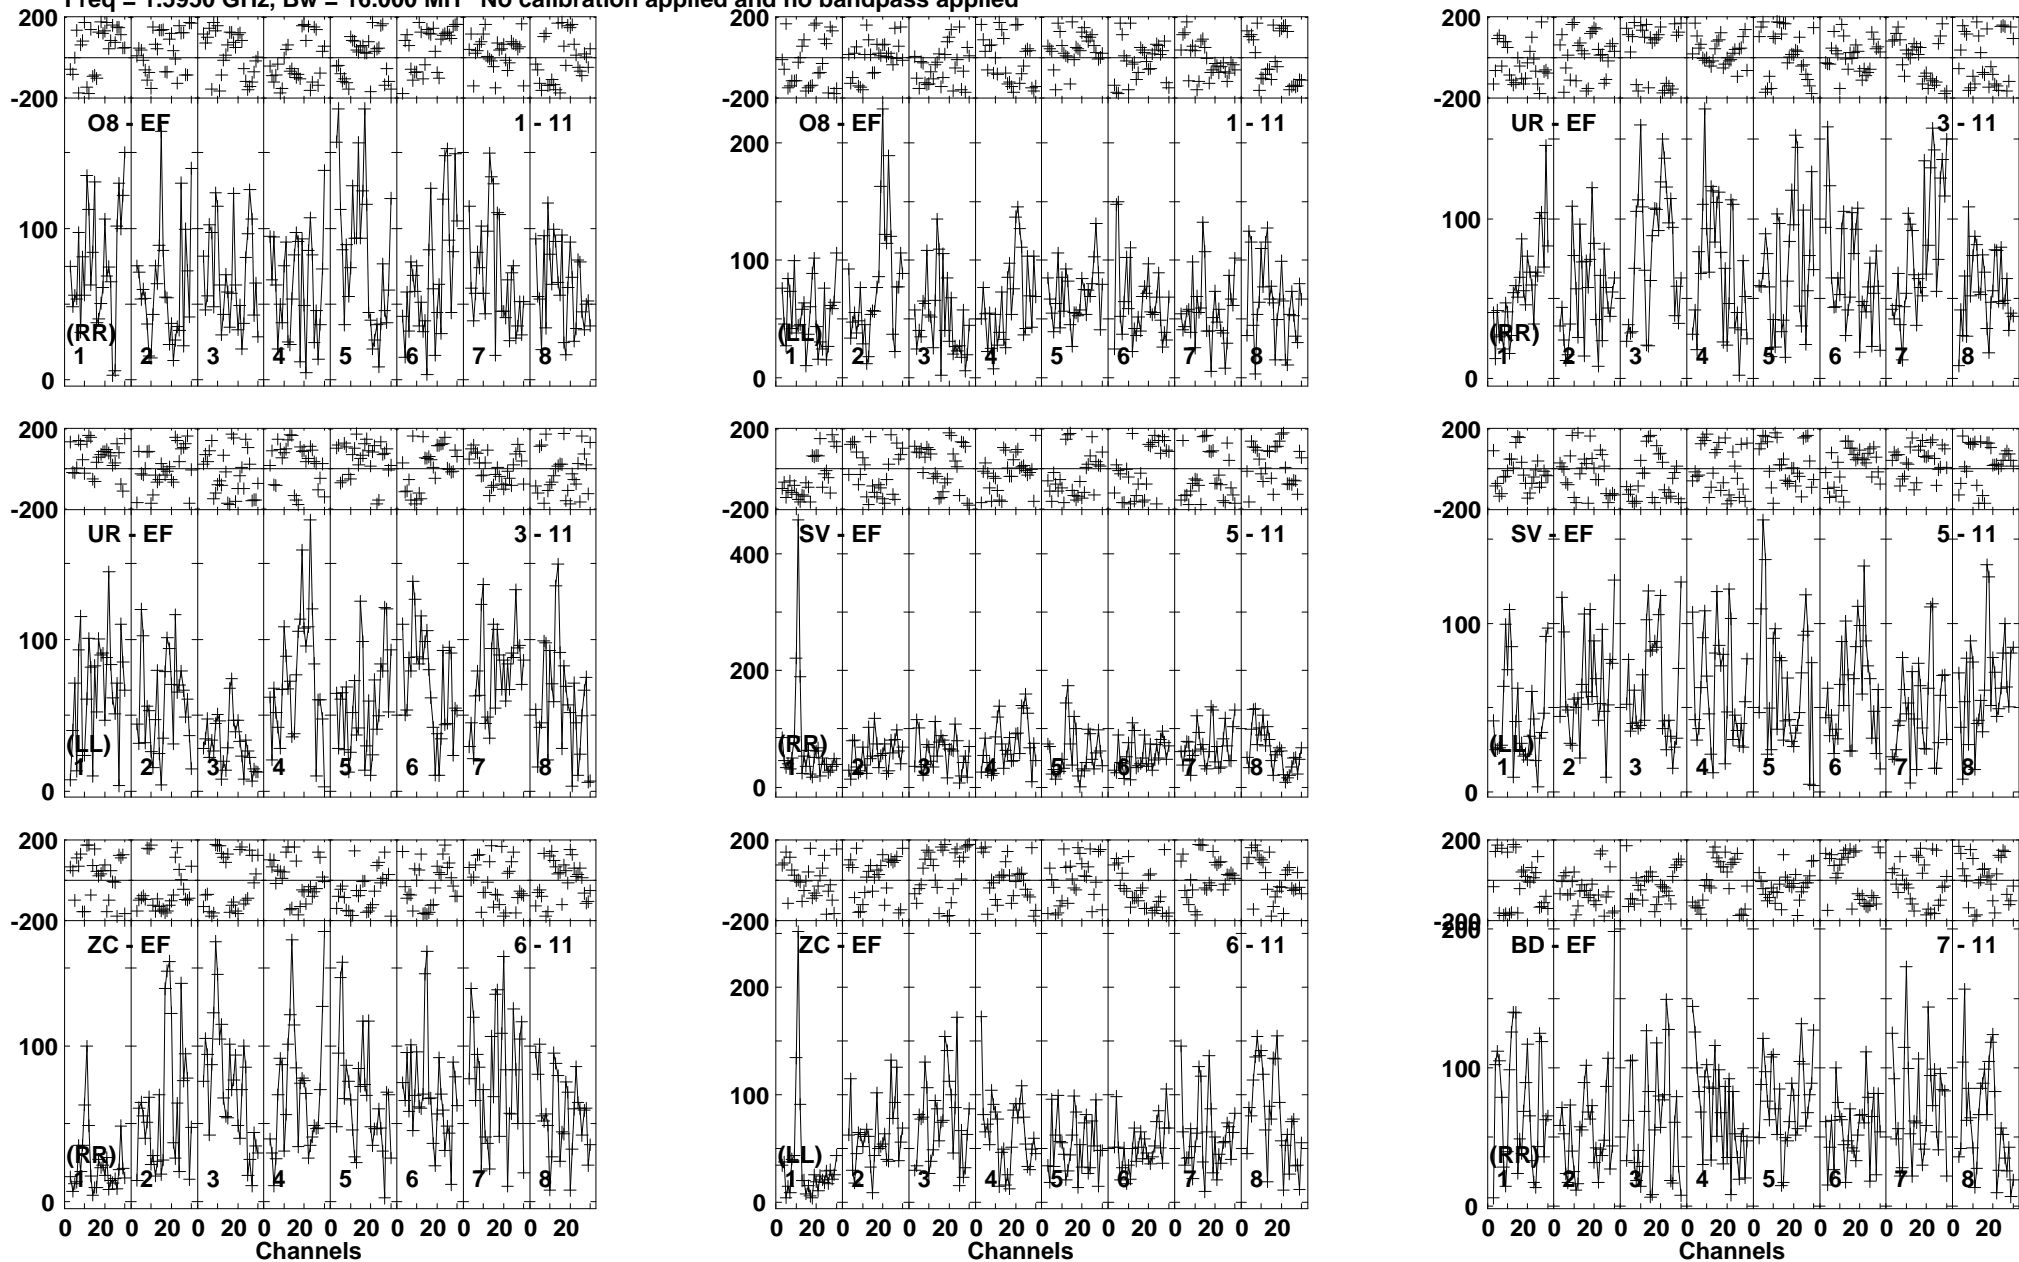 Freq = 1.5950 GHz, Bw = 16.000 MH No calibration applied and no bandpass applied
200 200 200
-200 -200 -200
O8 - EF 1 - 11 O8 - EF 1 - 11 UR - EF 3 - 11
200
100 100 100
(RR) (LL) (RR)
1 2 3 4 5 6 7 8 1 2 3 4 5 6 7 8 1 2 3 4 5 6 7 8
0 0 0
200 200 200
-200 -200 -200
UR - EF 3 - 11 SV - EF 5 - 11 SV - EF 5 - 11
400
100 200 100
(LL) (RR) (LL)
1 2 3 4 5 6 7 8 1 2 3 4 5 6 7 8 1 2 3 4 5 6 7 8
0 0 0
200 200 200
-200 -200 -200
200
ZC - EF 6 - 11 ZC - EF 6 - 11 BD - EF 7 - 11
200
100 100 100
(RR) (LL) (RR)
1 2 3 4 5 6 7 8 1 2 3 4 5 6 7 8 1 2 3 4 5 6 7 8
0 0 0
0 20 0 20 0 20 0 20 0 20 0 20 0 20 0 20 0 20 0 20 0 20 0 20 0 20 0 20 0 20 0 20 0 20 0 20 0 20 0 20 0 20 0 20 0 20 0 20
Channels Channels Channels